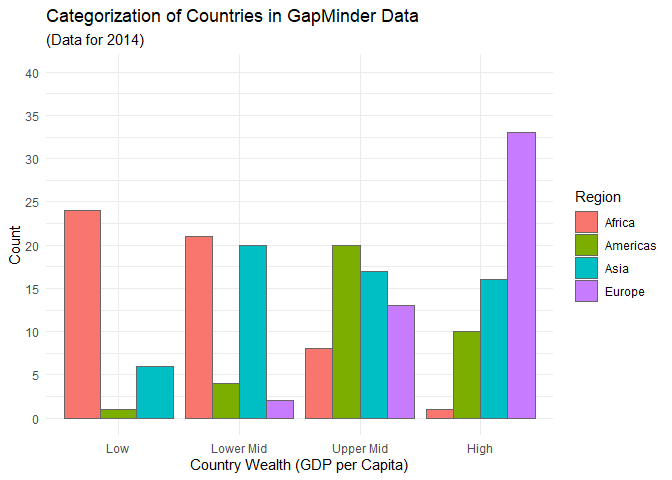 Categorization of Countries in GapMinder Data
(Data for 2014)
40
35
30
25
20
15
10
5
0
Count
Low Lower Mid Upper Mid High
Country Wealth (GDP per Capita)
Region
Africa
Americas
Asia
Europe